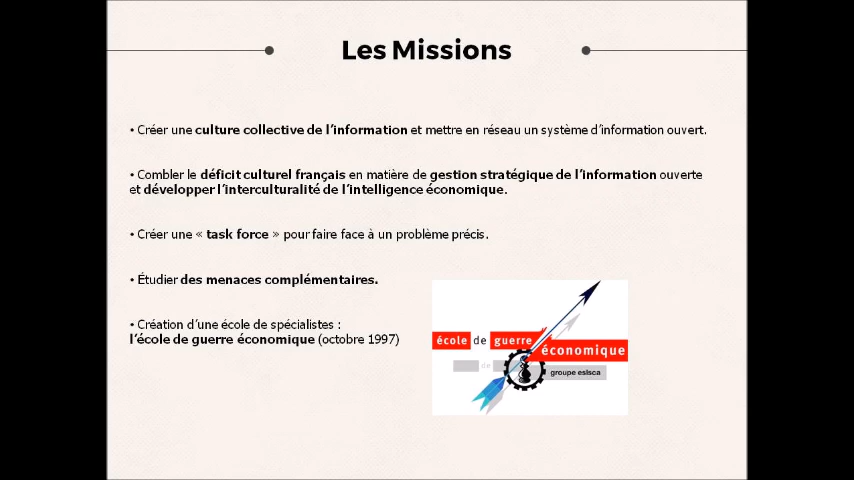 Les Missions
• Créer une culture collective de l'information et mettre en réseau un système d'information ouvert.
• Combler le déficit culturel français en matière de gestion stratégique de l'information ouverte
et développer l'interculturalité de l'intelligence économique.
• Créer une « task force » pour faire face à un problème précis.
• Étudier des menaces complémentaires.
• Création d'une école de spécialistes :
l'école de guerre économique (octobre 1997)
école de guerre
économique
de
groupe esisca